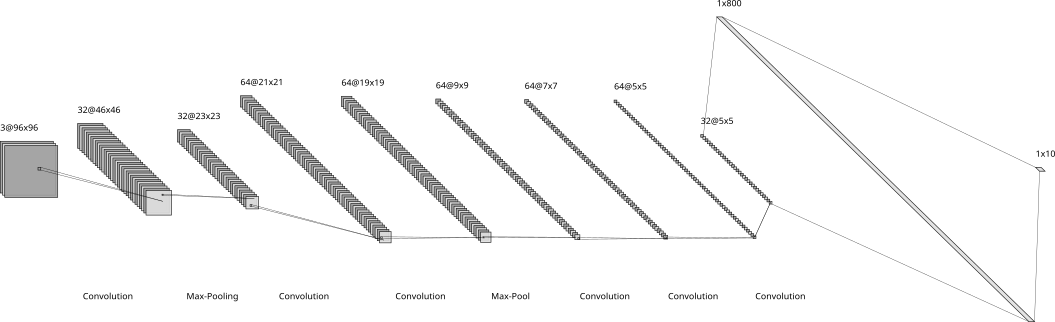 3@96x96
32@46x46
32@23x23
64@21x21
64@19x19
64@9x9
64@7x7
64@5x5
32@5x5
1x800
1x10
Convolution
Max-Pooling
Convolution
Convolution
Max-Pool
Convolution
Convolution
Convolution